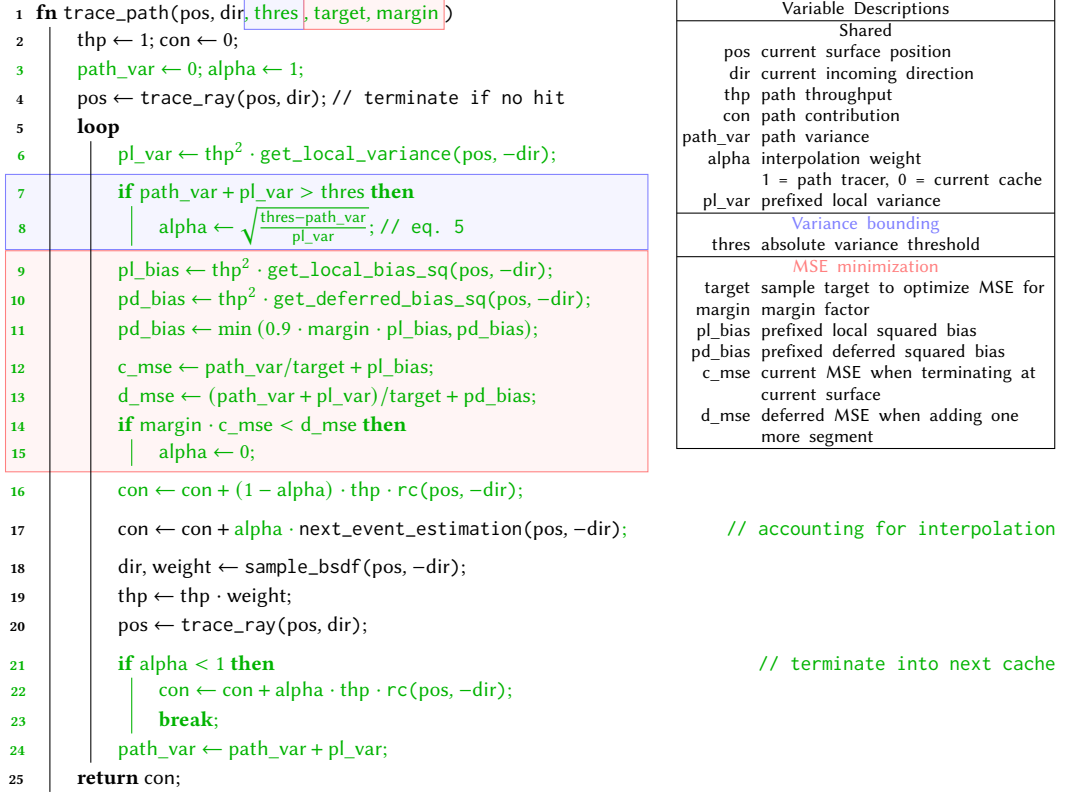 1 fn trace_path(pos, dir, thres , target, margin )
2 thp ← 1; con ← 0;
3 path_var ← 0; alpha ← 1;
4 pos ← trace_ray(pos, dir); // terminate if no hit
5 loop
6 pl_var ← thp² · get_local_variance(pos, −dir);
7 if path_var + pl_var > thres then
8 alpha ← √((thres−path_var)/pl_var); // eq. 5
9 pl_bias ← thp² · get_local_bias_sq(pos, −dir);
10 pd_bias ← thp² · get_deferred_bias_sq(pos, −dir);
11 pd_bias ← min (0.9 · margin · pl_bias, pd_bias);
12 c_mse ← path_var/target + pl_bias;
13 d_mse ← (path_var + pl_var)/target + pd_bias;
14 if margin · c_mse < d_mse then
15 alpha ← 0;
16 con ← con + (1 − alpha) · thp · rc(pos, −dir);
17 con ← con + alpha · next_event_estimation(pos, −dir); // accounting for interpolation
18 dir, weight ← sample_bsdf(pos, −dir);
19 thp ← thp · weight;
20 pos ← trace_ray(pos, dir);
21 if alpha < 1 then // terminate into next cache
22 con ← con + alpha · thp · rc(pos, −dir);
23 break;
24 path_var ← path_var + pl_var;
25 return con;
Variable Descriptions
Shared
pos current surface position
dir current incoming direction
thp path throughput
con path contribution
path_var path variance
alpha interpolation weight
1 = path tracer, 0 = current cache
pl_var prefixed local variance
Variance bounding
thres absolute variance threshold
MSE minimization
target sample target to optimize MSE for
margin margin factor
pl_bias prefixed local squared bias
pd_bias prefixed deferred squared bias
c_mse current MSE when terminating at
current surface
d_mse deferred MSE when adding one
more segment